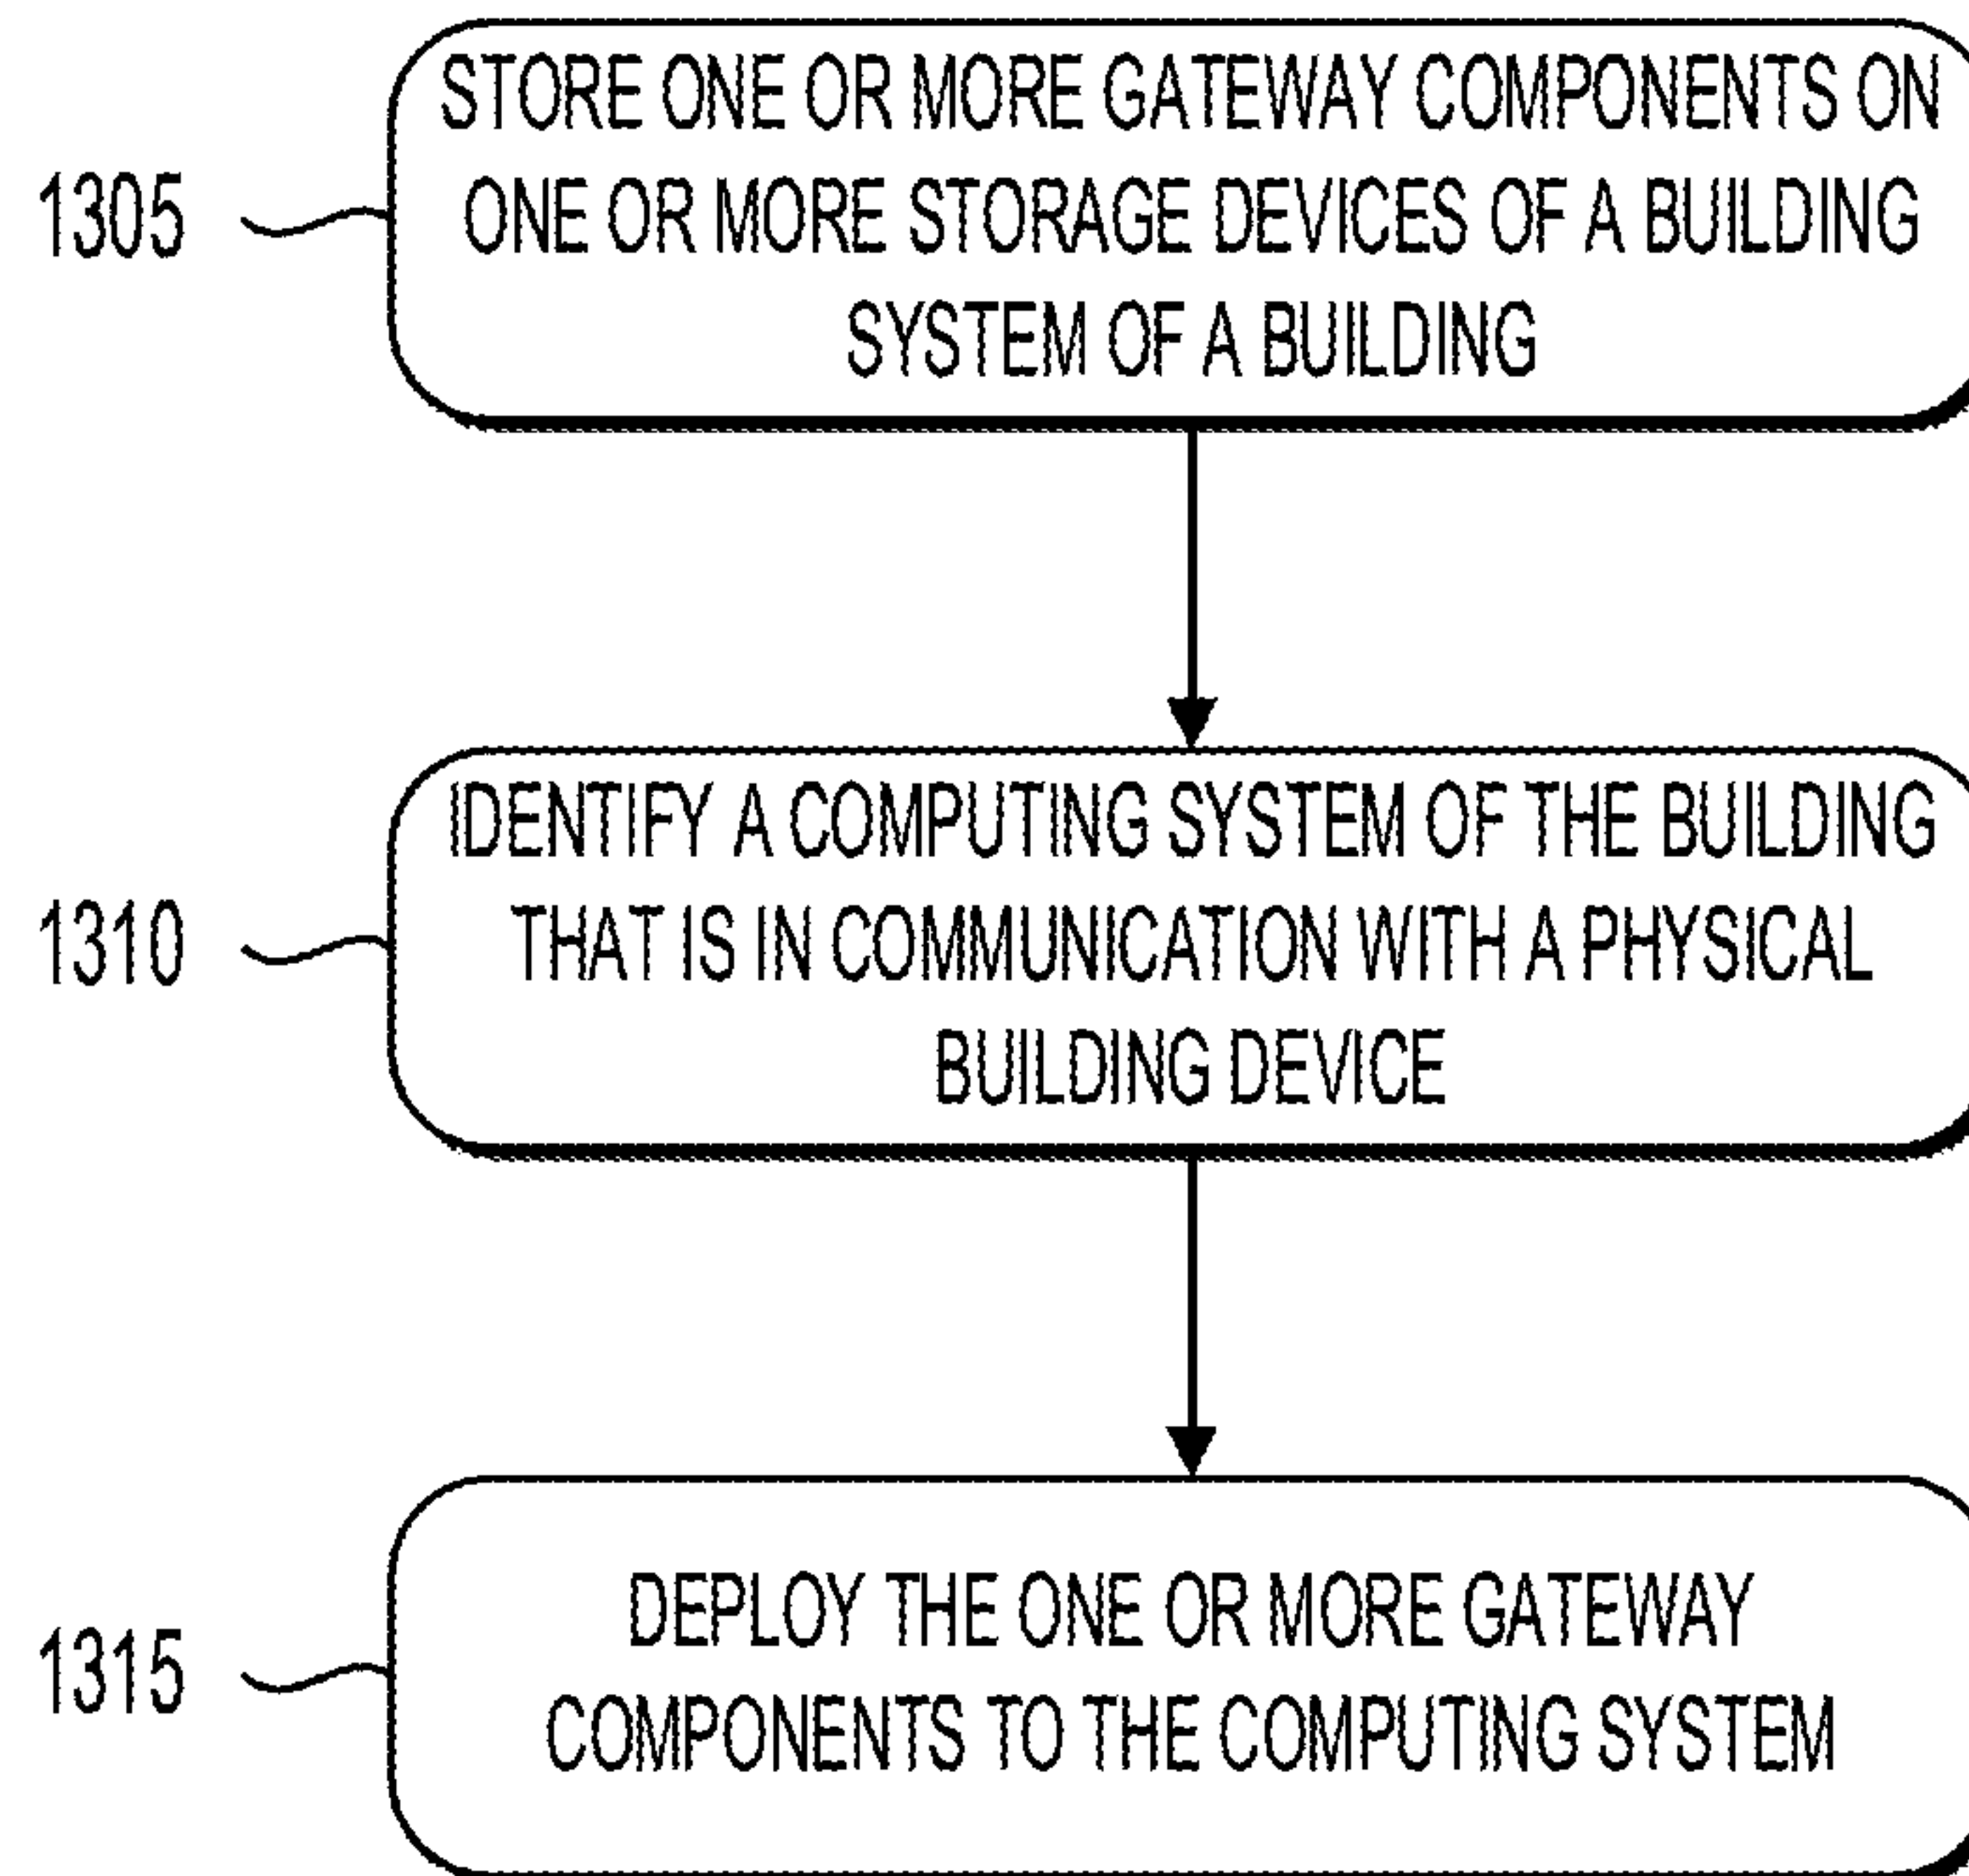 1305
STORE ONE OR MORE GATEWAY COMPONENTS ON
ONE OR MORE STORAGE DEVICES OF A BUILDING
SYSTEM OF A BUILDING
1310
IDENTIFY A COMPUTING SYSTEM OF THE BUILDING
THAT IS IN COMMUNICATION WITH A PHYSICAL
BUILDING DEVICE
1315
DEPLOY THE ONE OR MORE GATEWAY
COMPONENTS TO THE COMPUTING SYSTEM